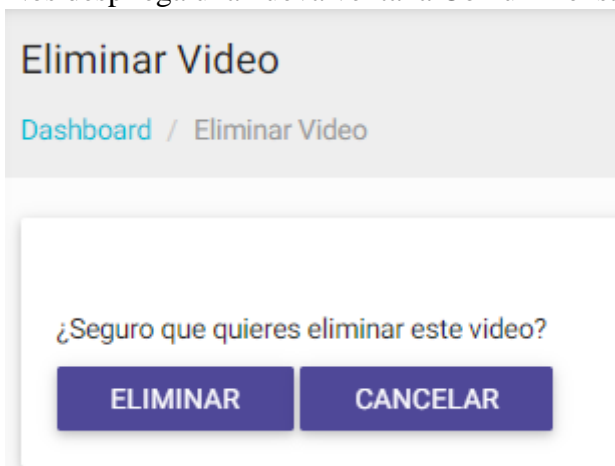 Eliminar Video
Dashboard / Eliminar Video
¿Seguro que quieres eliminar este video?
ELIMINAR CANCELAR